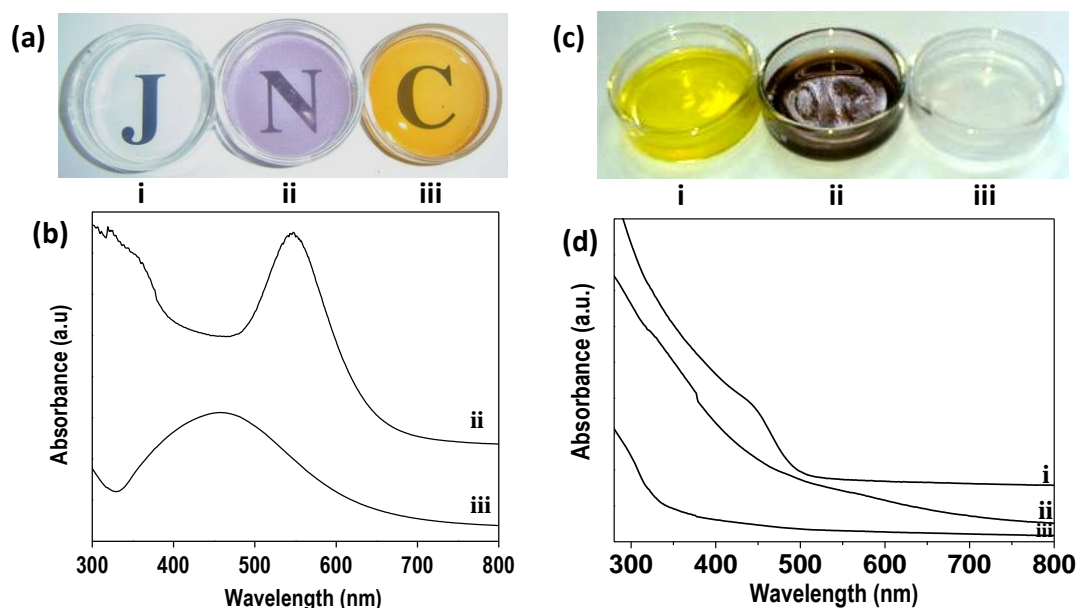 (a)
J N C
i ii iii
(b)
Absorbance (a.u)
ii
iii
300 400 500 600 700 800
Wavelength (nm)
(c)
i ii iii
(d)
Absorbance (a.u.)
i
ii
iii
300 400 500 600 700 800
Wavelength (nm)